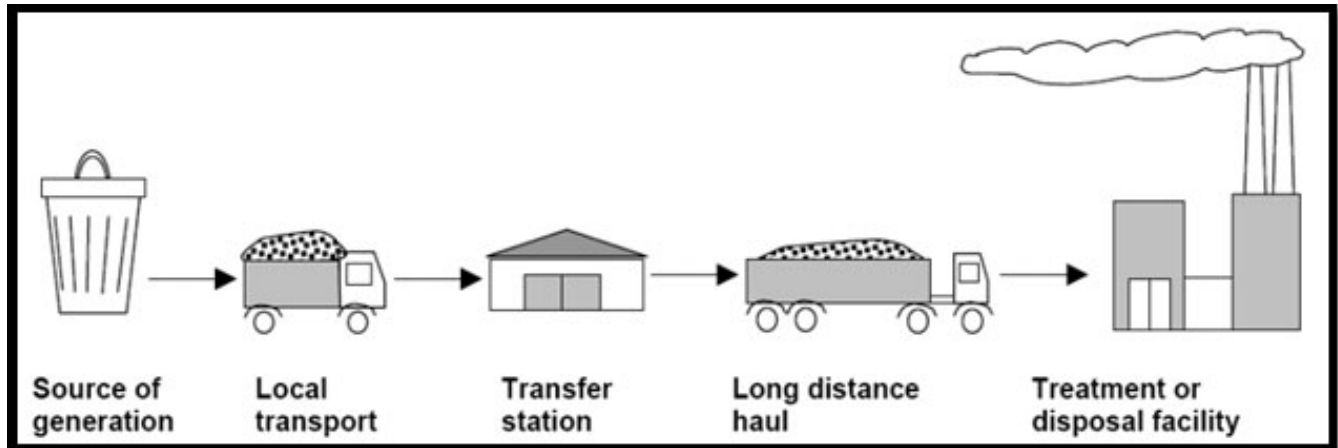 Source of
generation
Local
transport
Transfer
station
Long distance
haul
Treatment or
disposal facility